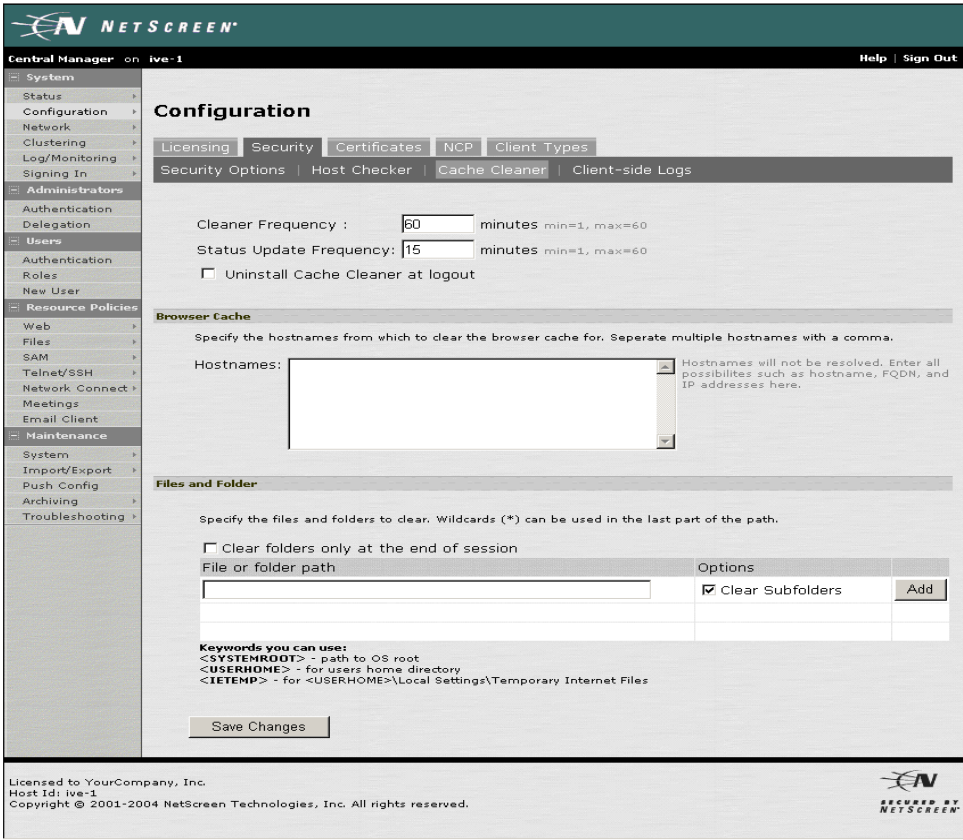 NETSCREEN
Central Manager on ive-1
Help | Sign Out
System
Status
Configuration
Network
Clustering
Log/Monitoring
Signing In
Administrators
Authentication
Delegation
Users
Authentication
Roles
New User
Resource Policies
Web
Files
SAM
Telnet/SSH
Network Connect
Meetings
Email Client
Maintenance
System
Import/Export
Push Config
Archiving
Troubleshooting
Configuration
Licensing Security Certificates NCP Client Types
Security Options | Host Checker | Cache Cleaner | Client-side Logs
Cleaner Frequency : 60 minutes min=1, max=60
Status Update Frequency: 15 minutes min=1, max=60
Uninstall Cache Cleaner at logout
Browser Cache
Specify the hostnames from which to clear the browser cache for. Seperate multiple hostnames with a comma.
Hostnames:
Hostnames will not be resolved. Enter all
possibilites such as hostname, FQDN, and
IP addresses here.
Files and Folder
Specify the files and folders to clear. Wildcards (*) can be used in the last part of the path.
Clear folders only at the end of session
File or folder path Options
Clear Subfolders Add
Keywords you can use:
<SYSTEMROOT> - path to OS root
<USERHOME> - for users home directory
<IETEMP> - for <USERHOME>\Local Settings\Temporary Internet Files
Save Changes
Licensed to YourCompany, Inc.
Host Id: ive-1
Copyright © 2001-2004 NetScreen Technologies, Inc. All rights reserved.
SECURED BY
NETSCREEN